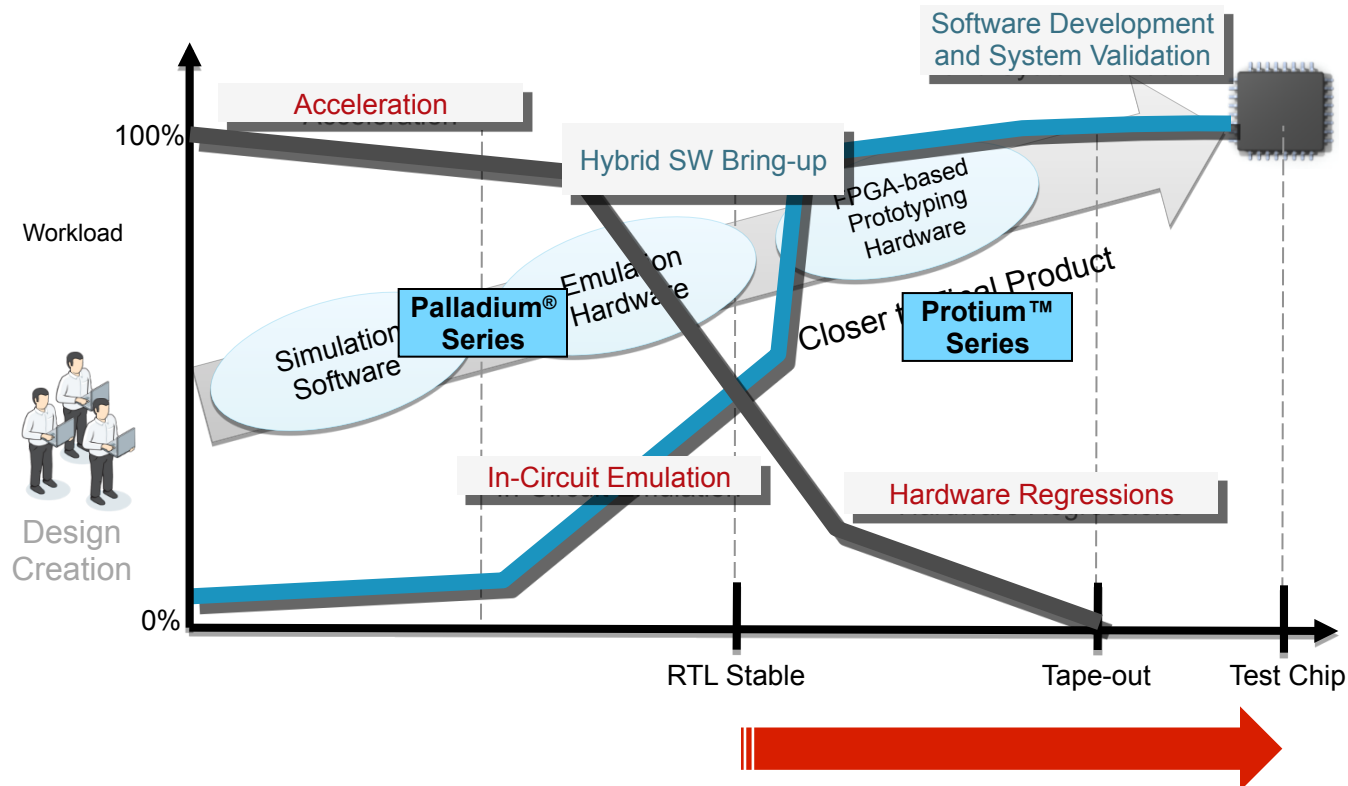 Software Development
and System Validation
Acceleration
100%
Hybrid SW Bring-up
FPGA-based
Prototyping
Hardware
Workload
Emulation
Hardware
Closer to Final Product
Palladium®
Series
Protium™
Series
Simulation
Software
In-Circuit Emulation
Hardware Regressions
Design
Creation
0%
RTL Stable
Tape-out
Test Chip